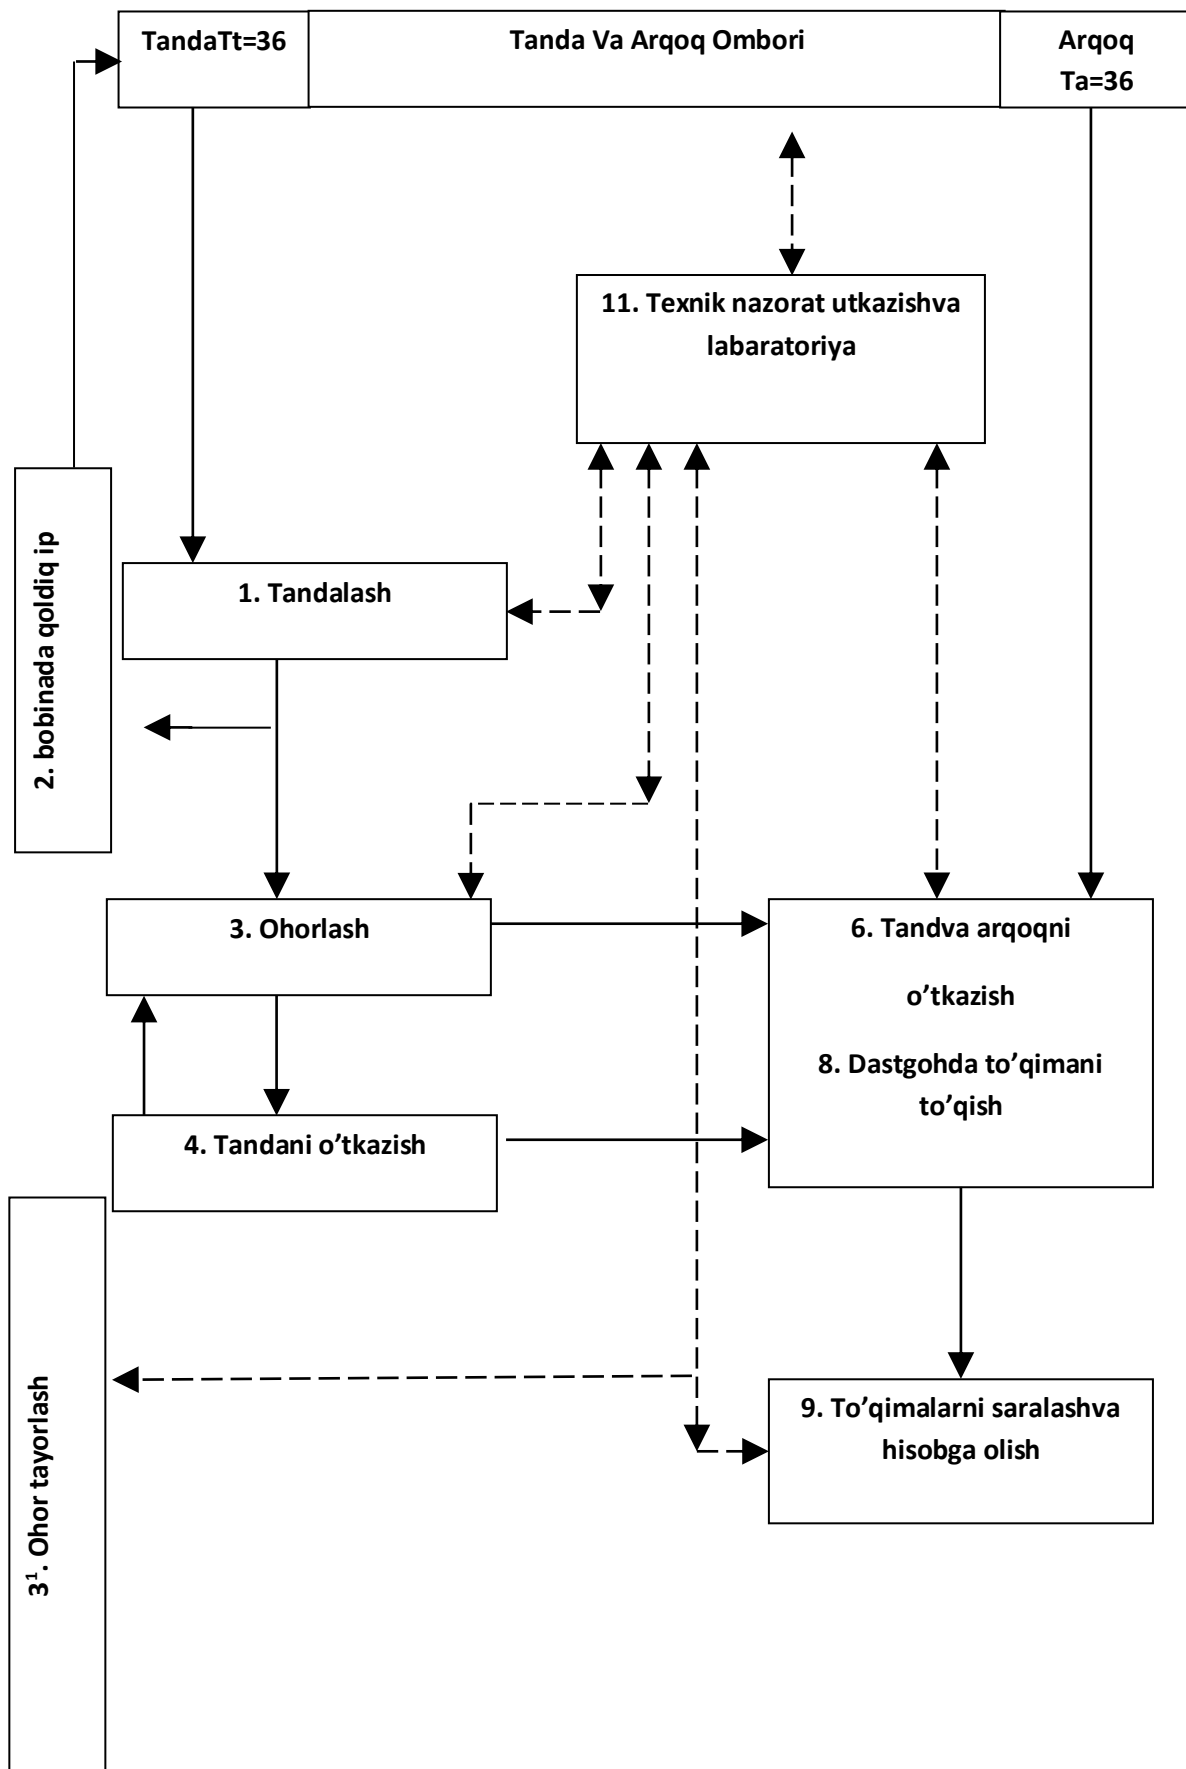 TandaTt=36
Tanda Va Arqoq Ombori
Arqoq
Ta=36
11. Texnik nazorat utkazishva
labaratoriya
2. bobinada qoldiq ip
1. Tandalash
3. Ohorlash
6. Tandva arqoqni
o’tkazish
8. Dastgohda to’qimani
to’qish
4. Tandani o’tkazish
3¹. Ohor tayorlash
9. To’qimalarni saralashva
hisobga olish